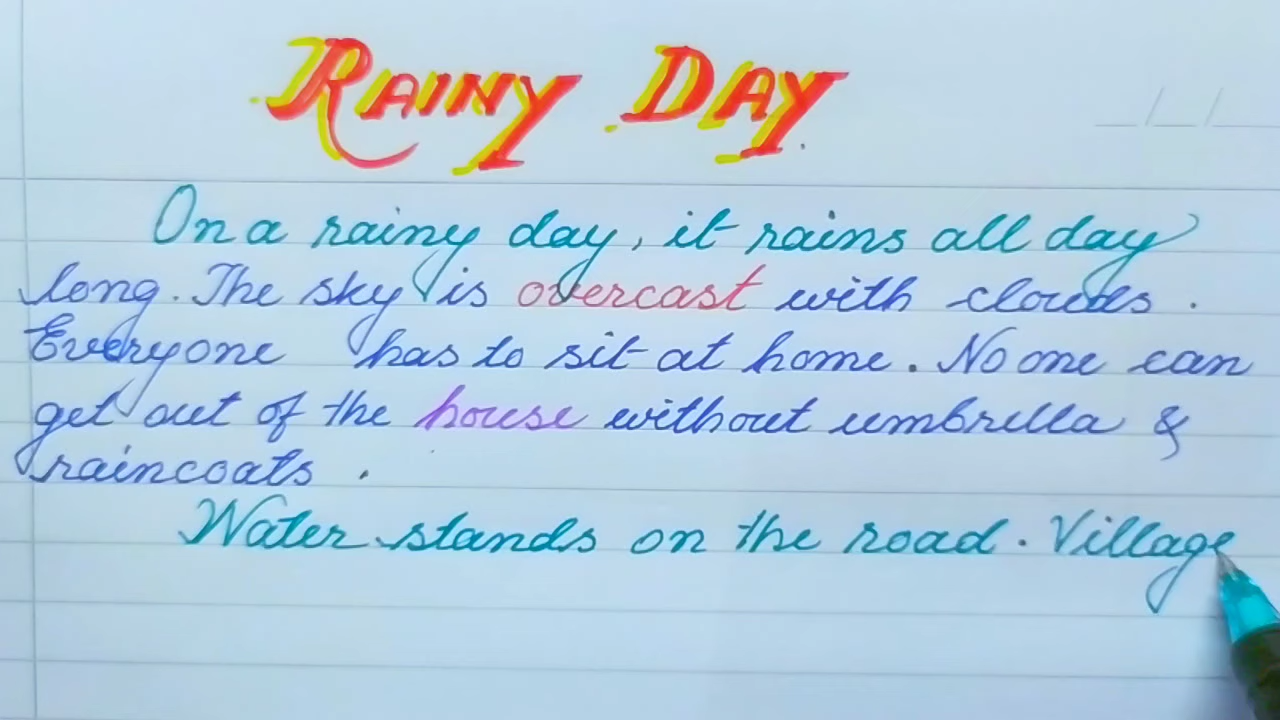 RAINY DAY
On a rainy day, it rains all day
long. The sky is overcast with clouds.
Everyone has to sit at home. No one can
get out of the house without umbrella &
raincoats.
Water stands on the road. Village